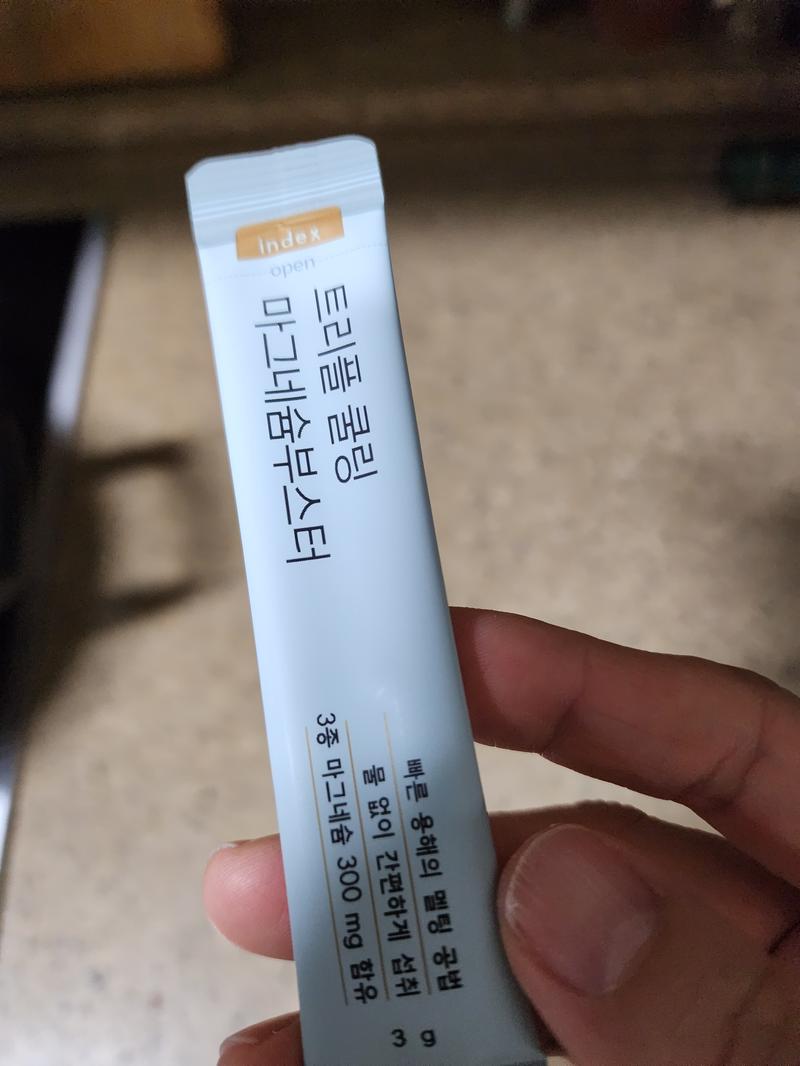 index
open
트리플 쿨링
마그네슘부스터
빠른 용해의 멜팅 공법
물 없이 간편하게 섭취
3종 마그네슘 300 mg 함유
3 g